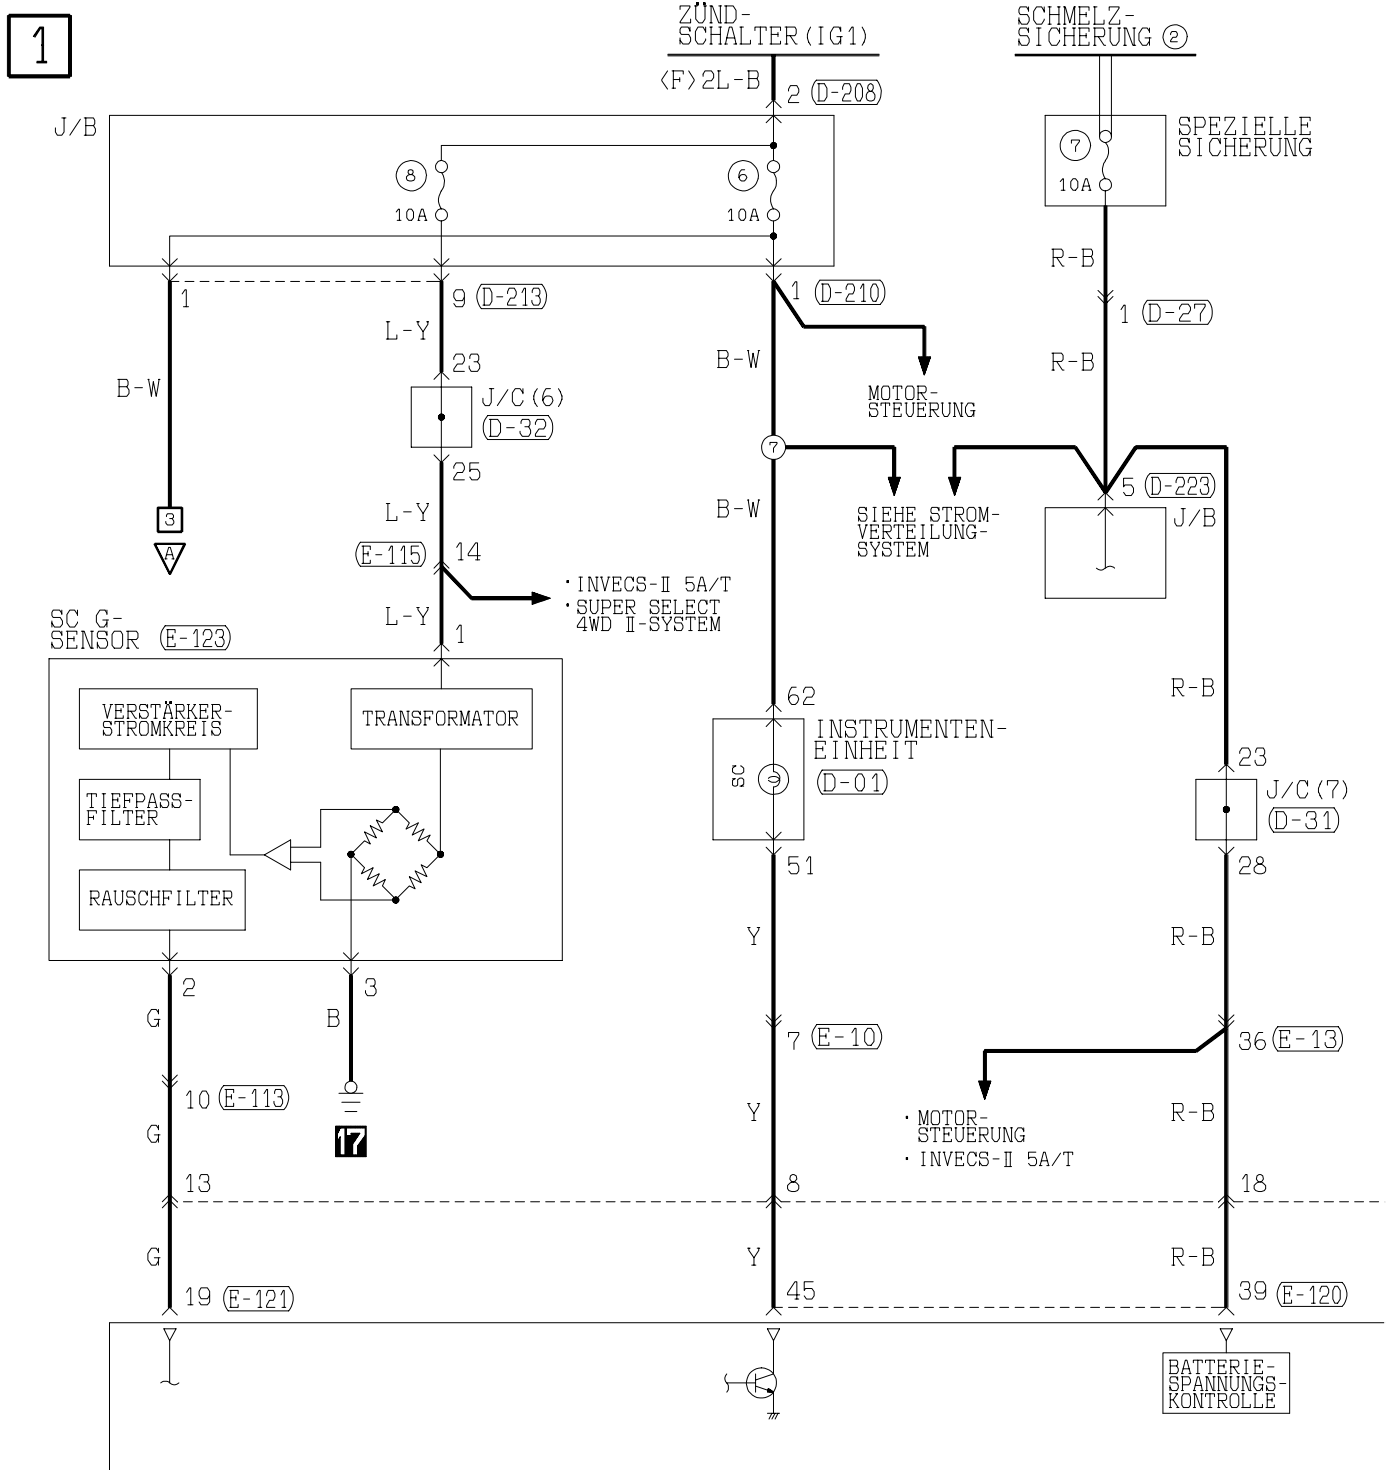 1
ZÜND-
SCHALTER (IG1)
SCHMELZ-
SICHERUNG ②
<F> 2L-B
2 (D-208)
J/B
SPEZIELLE
SICHERUNG
⑦
10A
⑧
10A
⑥
10A
R-B
1
9 (D-213)
1 (D-210)
1 (D-27)
L-Y
B-W
R-B
23
B-W
J/C (6)
(D-32)
MOTOR-
STEUERUNG
⑦
25
5 (D-223)
L-Y
B-W
SIEHE STROM-
VERTEILUNG-
SYSTEM
J/B
3
A
(E-115) 14
· INVECS-Ⅱ 5A/T
· SUPER SELECT
4WD Ⅱ-SYSTEM
SC G-
SENSOR (E-123)
L-Y
1
R-B
62
VERSTÄRKER-
STROMKREIS
TRANSFORMATOR
INSTRUMENTEN-
EINHEIT
(D-01)
SC
23
J/C (7)
(D-31)
TIEFPASS-
FILTER
51
28
RAUSCHFILTER
Y
R-B
2
3
G
B
7 (E-10)
36 (E-13)
10 (E-113)
17
G
Y
R-B
· MOTOR-
STEUERUNG
· INVECS-Ⅱ 5A/T
13
8
18
G
Y
R-B
19 (E-121)
45
39 (E-120)
BATTERIE-
SPANNUNGS-
KONTROLLE